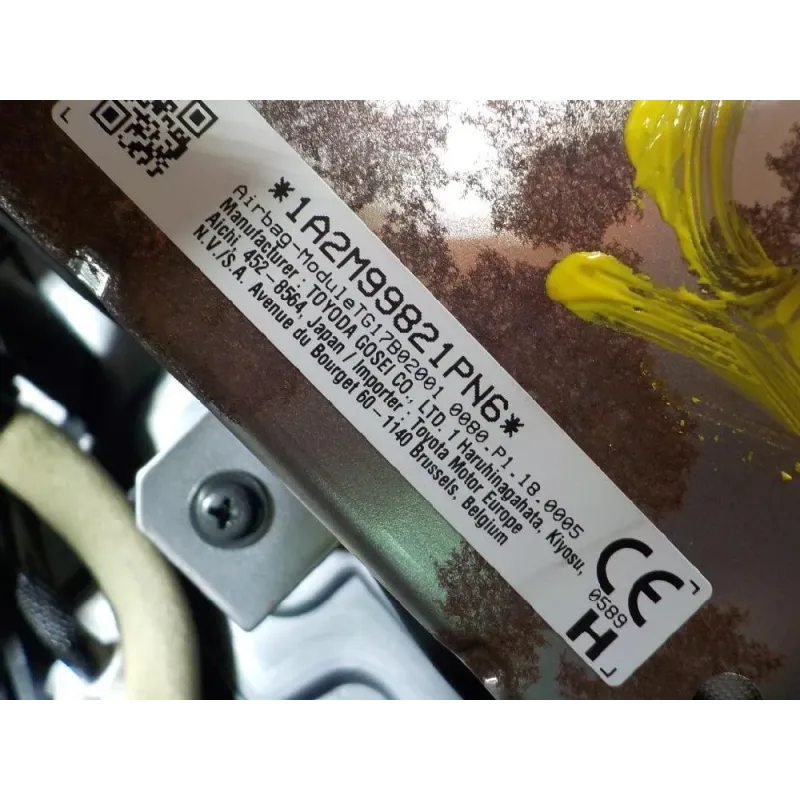 *1A2M99821PN6*
Airbag-ModuleTG17B02001 0080.P1.18.0005
Manufacturer : TOYODA GOSEI CO., LTD. 1 Haruhinagahata, Kiyosu,
Aichi, 452-8564, Japan / Importer : Toyota Motor Europe
N.V./S.A. Avenue du Bourget 60 - 1140 Brussels, Belgium
CE
0589
H